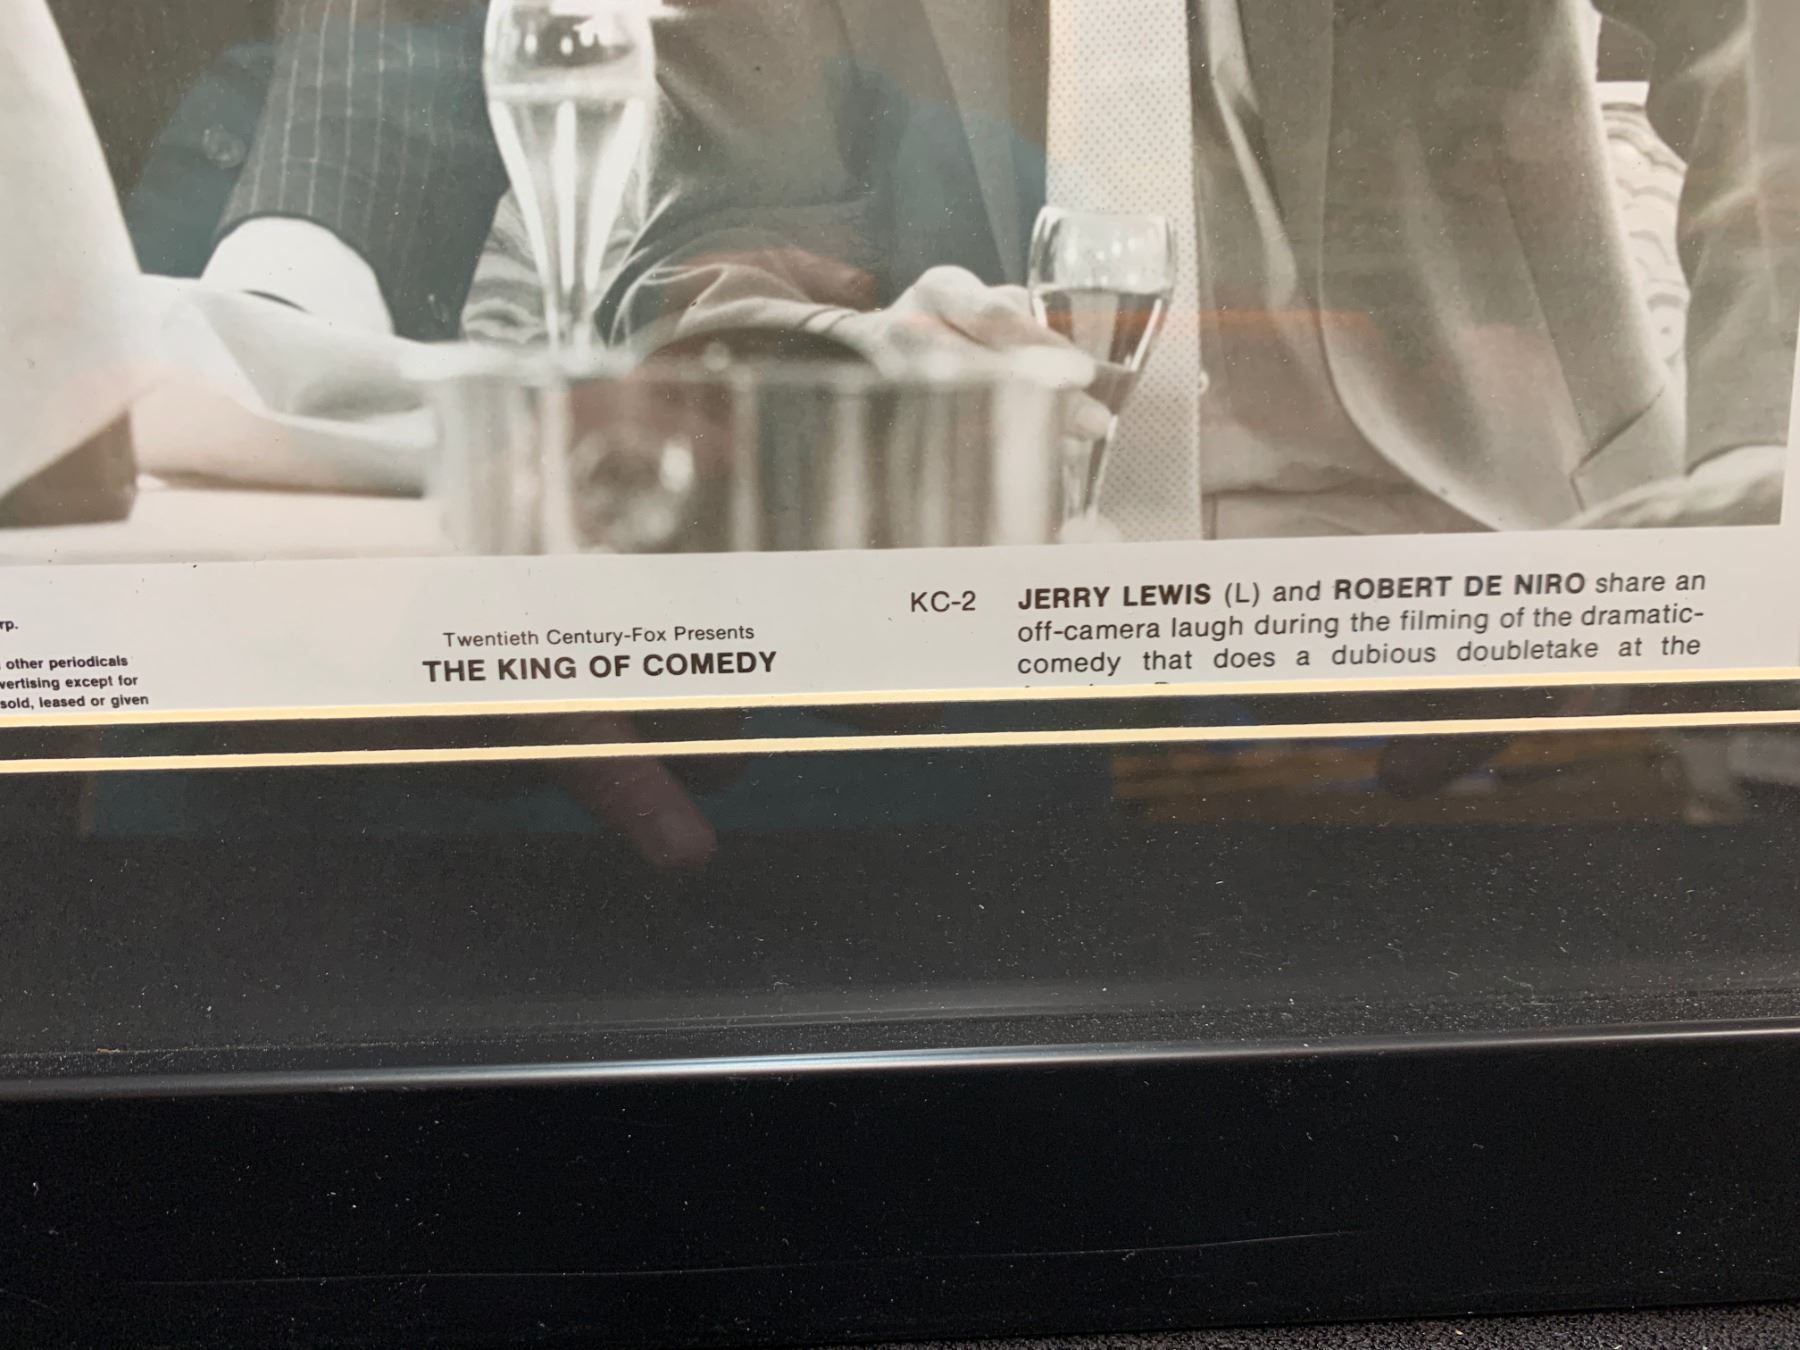 rp.
other periodicals
vertising except for
sold, leased or given
Twentieth Century-Fox Presents
THE KING OF COMEDY
KC-2
JERRY LEWIS (L) and ROBERT DE NIRO share an
off-camera laugh during the filming of the dramatic-
comedy that does a dubious doubletake at the